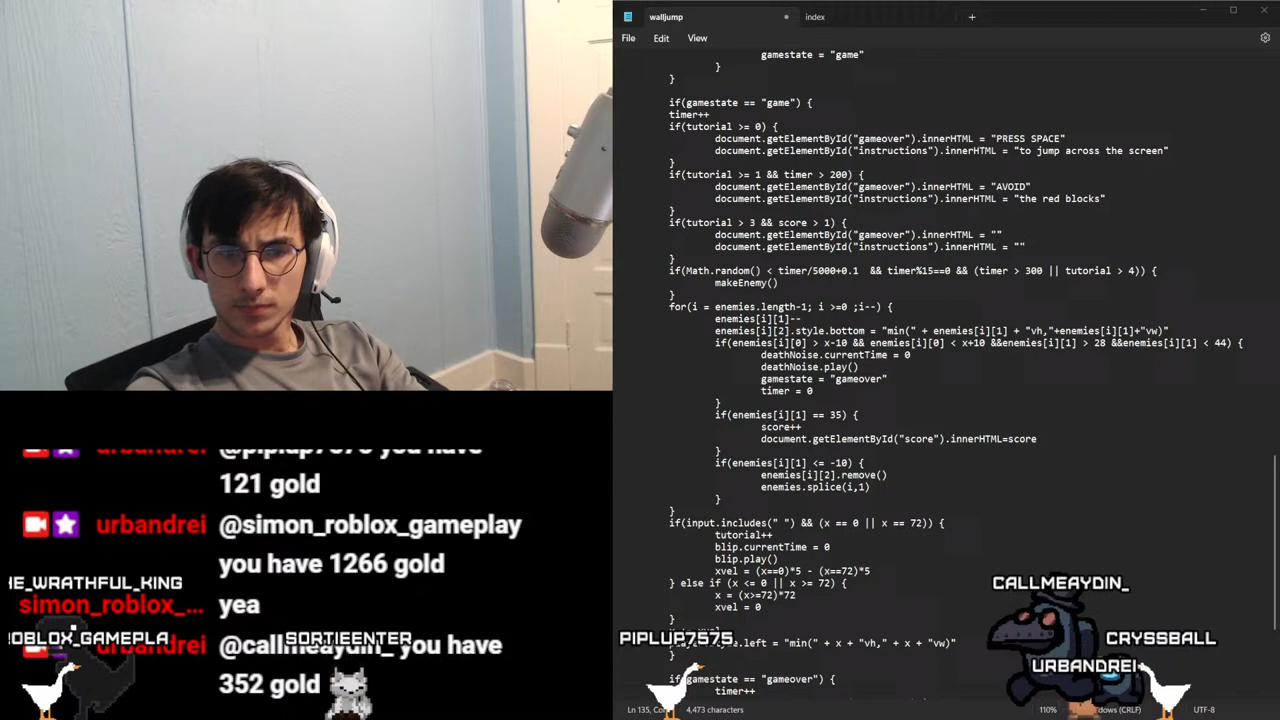 walljump
index
File
Edit
View
gamestate = "game"
}
}
if(gamestate == "game") {
timer++
if(tutorial >= 0) {
document.getElementById("gameover").innerHTML = "PRESS SPACE"
document.getElementById("instructions").innerHTML = "to jump across the screen"
}
if(tutorial >= 1 && timer > 200) {
document.getElementById("gameover").innerHTML = "AVOID"
document.getElementById("instructions").innerHTML = "the red blocks"
}
if(tutorial > 3 && score > 1) {
document.getElementById("gameover").innerHTML = ""
document.getElementById("instructions").innerHTML = ""
}
if(Math.random() < timer/5000+0.1  && timer%15==0 && (timer > 300 || tutorial > 4)) {
makeEnemy()
}
for(i = enemies.length-1; i >=0 ;i--) {
enemies[i][1]--
enemies[i][2].style.bottom = "min(" + enemies[i][1] + "vh,"+enemies[i][1]+"vw)"
if(enemies[i][0] > x-10 && enemies[i][0] < x+10 &&enemies[i][1] > 28 &&enemies[i][1] < 44) {
deathNoise.currentTime = 0
deathNoise.play()
gamestate = "gameover"
timer = 0
}
if(enemies[i][1] == 35) {
score++
document.getElementById("score").innerHTML=score
}
if(enemies[i][1] <= -10) {
enemies[i][2].remove()
enemies.splice(i,1)
}
}
if(input.includes(" ") && (x == 0 || x == 72)) {
tutorial++
blip.currentTime = 0
blip.play()
xvel = (x==0)*5 - (x==72)*5
} else if (x <= 0 || x >= 72) {
x = (x>=72)*72
xvel = 0
}
.left = "min(" + x + "vh," + x + "vw)"
}
if(gamestate == "gameover") {
timer++
Ln 135,
4,473 characters
110%
(CRLF)
UTF-8
urbandrei @piplup7575 you have
121 gold
urbandrei @simon_roblox_gameplay
you have 1266 gold
HE_WRATHFUL_KING
simon_roblox_... yea
ROBLOX_GAMEPLA
SORTIEENTER
urbandrei @callmeaydin_ you have
352 gold
PIPLUP7575
CALLMEAYDIN_
CRYSSBALL
URBANDREI